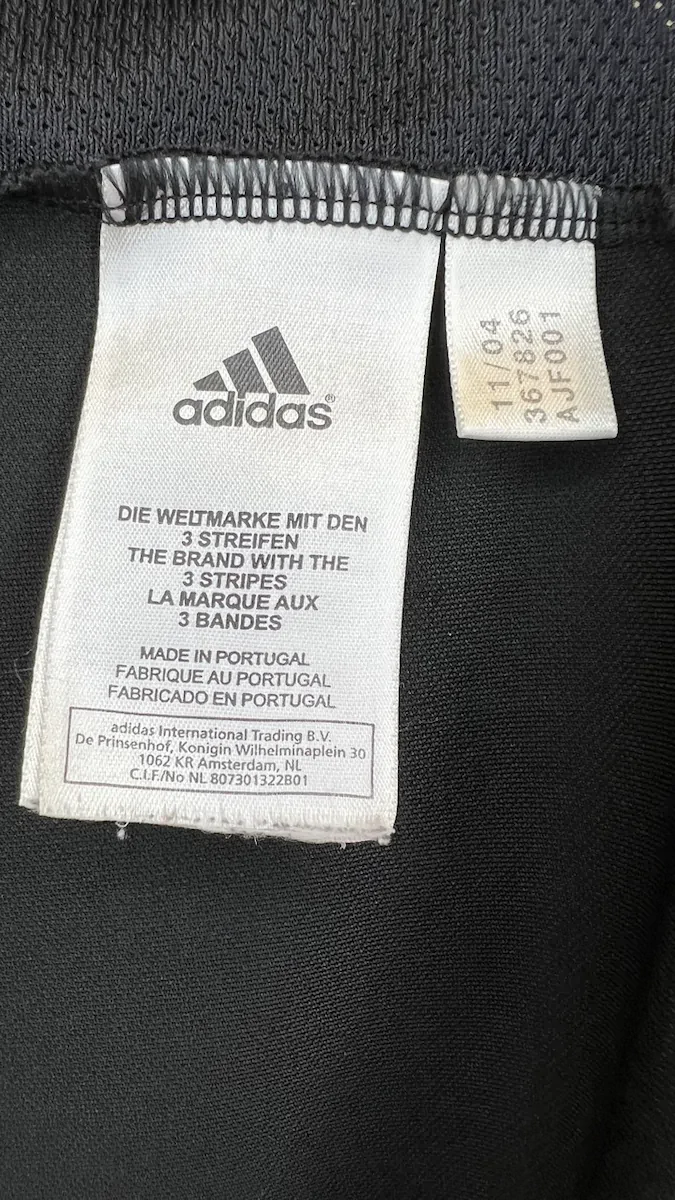 adidas®
DIE WELTMARKE MIT DEN
3 STREIFEN
THE BRAND WITH THE
3 STRIPES
LA MARQUE AUX
3 BANDES
MADE IN PORTUGAL
FABRIQUE AU PORTUGAL
FABRICADO EN PORTUGAL
adidas International Trading B.V.
De Prinsenhof, Konigin Wilhelminaplein 30
1062 KR Amsterdam, NL
C.I.F./No NL 807301322B01
11/04
367826
AJF001